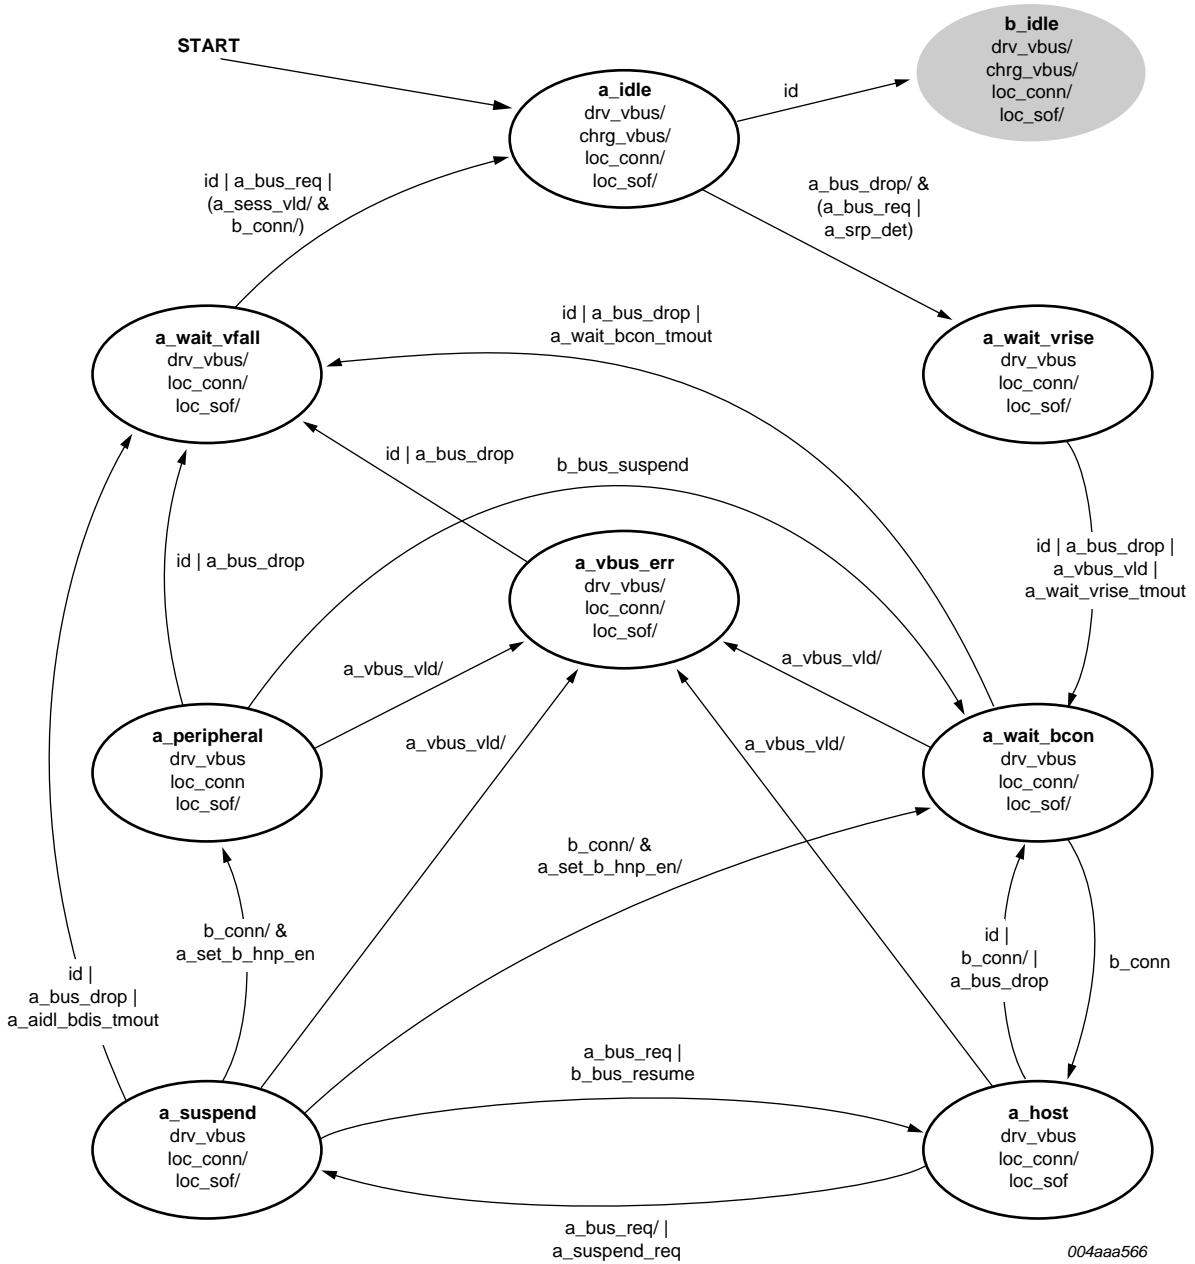 START
b_idle
drv_vbus/
chrg_vbus/
loc_conn/
loc_sof/
a_idle
drv_vbus/
chrg_vbus/
loc_conn/
loc_sof/
id
id | a_bus_req |
(a_sess_vld/ &
b_conn/)
a_bus_drop/ &
(a_bus_req |
a_srp_det)
a_wait_vfall
drv_vbus/
loc_conn/
loc_sof/
id | a_bus_drop |
a_wait_bcon_tmout
a_wait_vrise
drv_vbus
loc_conn/
loc_sof/
id | a_bus_drop
b_bus_suspend
id | a_bus_drop
a_vbus_err
drv_vbus/
loc_conn/
loc_sof/
id | a_bus_drop |
a_vbus_vld |
a_wait_vrise_tmout
a_vbus_vld/
a_vbus_vld/
a_peripheral
drv_vbus
loc_conn
loc_sof/
a_vbus_vld/
a_vbus_vld/
a_wait_bcon
drv_vbus
loc_conn/
loc_sof/
b_conn/ &
a_set_b_hnp_en/
b_conn/ &
a_set_b_hnp_en
id |
b_conn/ |
a_bus_drop
b_conn
id |
a_bus_drop |
a_aidl_bdis_tmout
a_bus_req |
b_bus_resume
a_suspend
drv_vbus
loc_conn/
loc_sof/
a_host
drv_vbus
loc_conn/
loc_sof
a_bus_req/ |
a_suspend_req
004aaa566